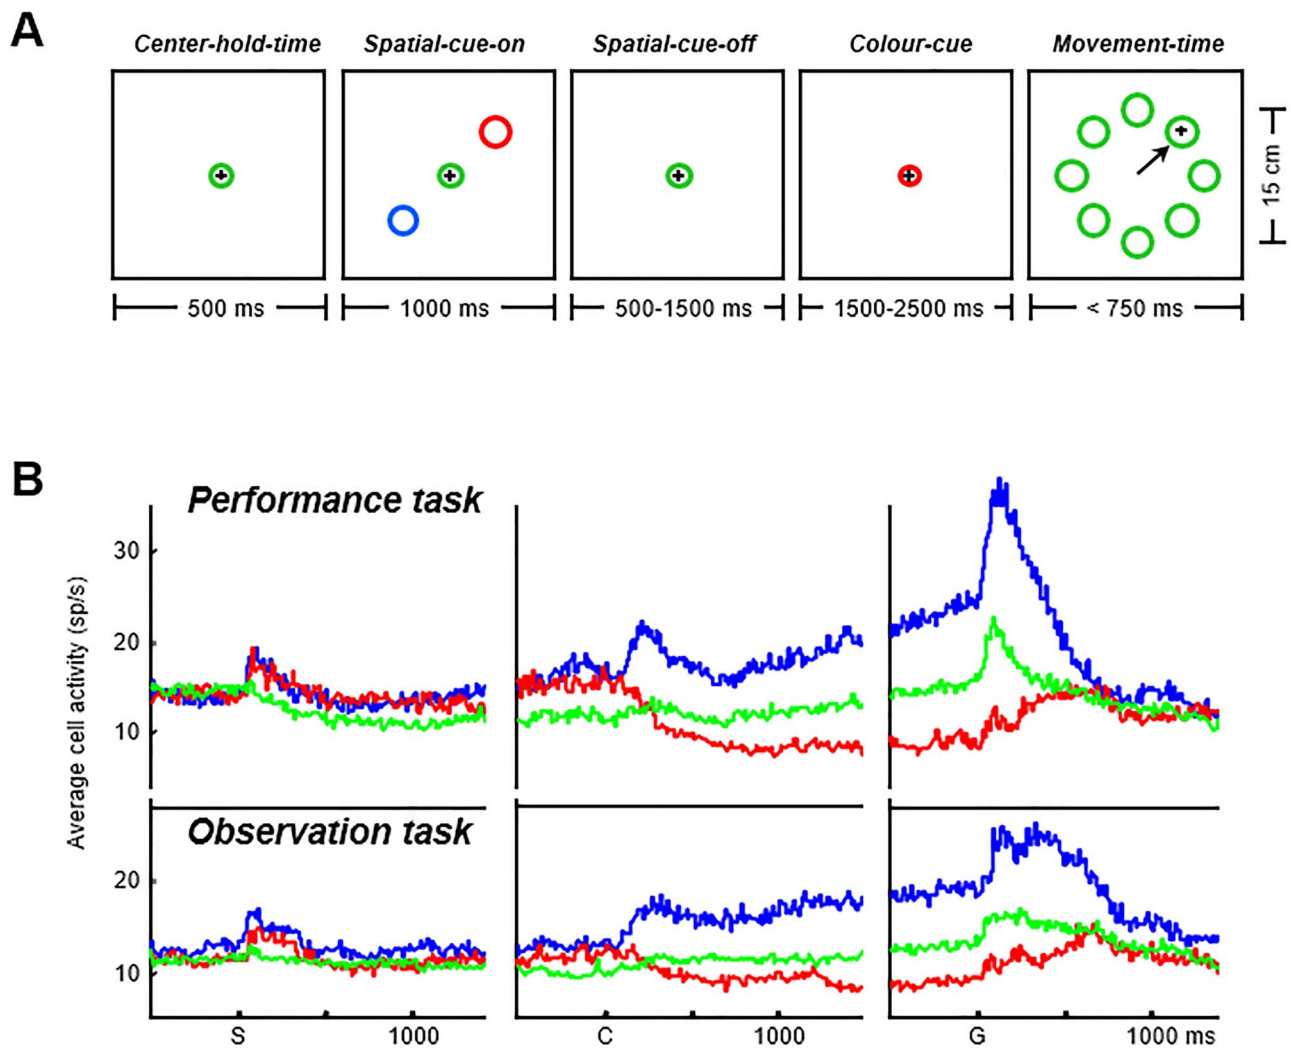 A
Center-hold-time Spatial-cue-on Spatial-cue-off Colour-cue Movement-time
15 cm
500 ms 1000 ms 500-1500 ms 1500-2500 ms < 750 ms
B
Performance task
Average cell activity (sp/s)
30
20
10
Observation task
20
10
S 1000 C 1000 G 1000 ms